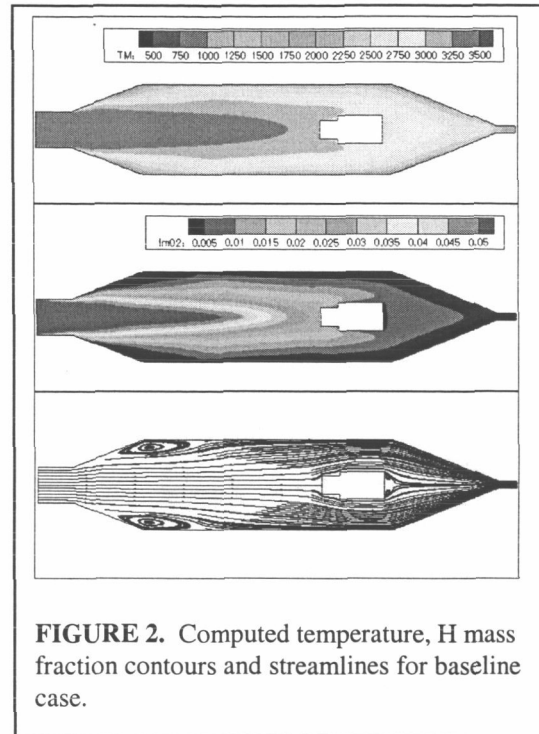 TM: 500 750 1000 1250 1500 1750 2000 2250 2500 2750 3000 3250 3500
fm02: 0.005 0.01 0.015 0.02 0.025 0.03 0.035 0.04 0.045 0.05
FIGURE 2. Computed temperature, H mass
fraction contours and streamlines for baseline
case.